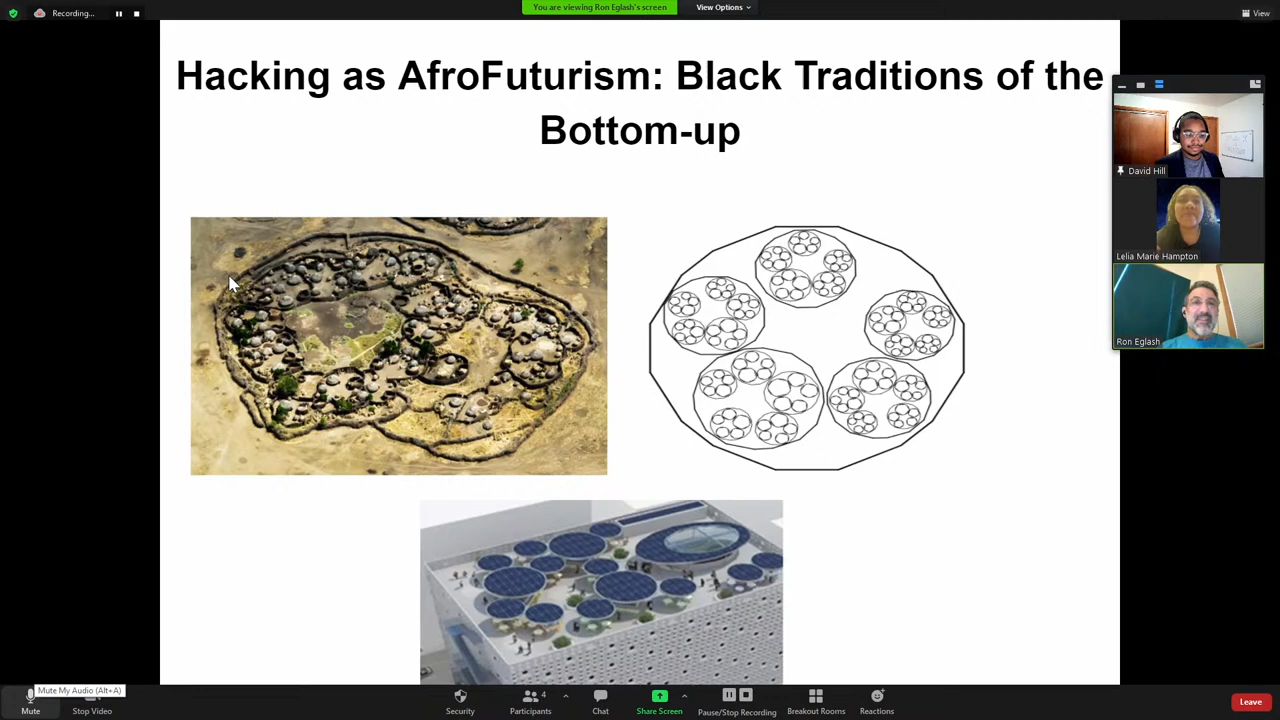 Recording...
You are viewing Ron Eglash's screen
View Options
View
Hacking as AfroFuturism: Black Traditions of the
Bottom-up
David Hill
Lelia Marie Hampton
Ron Eglash
Mute My Audio (Alt+A)
Mute
Stop Video
Security
Participants
4
Chat
Share Screen
Pause/Stop Recording
Breakout Rooms
Reactions
Leave